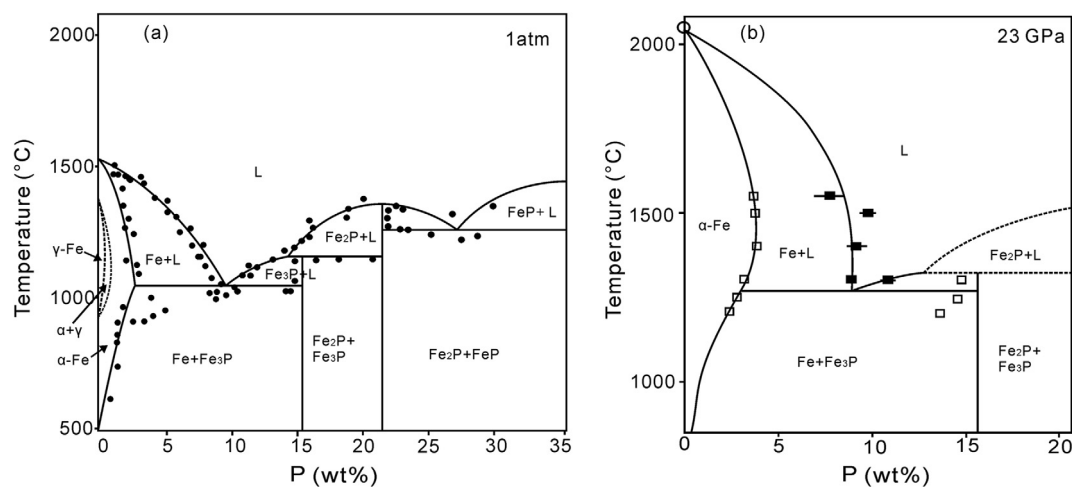 (a)
1atm
Temperature (°C)
2000
1500
1000
500
L
γ-Fe
α+γ
α-Fe
Fe+L
Fe₃P+L
Fe₂P+L
FeP+ L
Fe+Fe₃P
Fe₂P+
Fe₃P
Fe₂P+FeP
0
5
10
15
20
25
30
35
P (wt%)
(b)
23 GPa
Temperature (°C)
2000
1500
1000
L
α-Fe
Fe+L
Fe₂P+L
Fe+Fe₃P
Fe₂P+
Fe₃P
0
5
10
15
20
P (wt%)